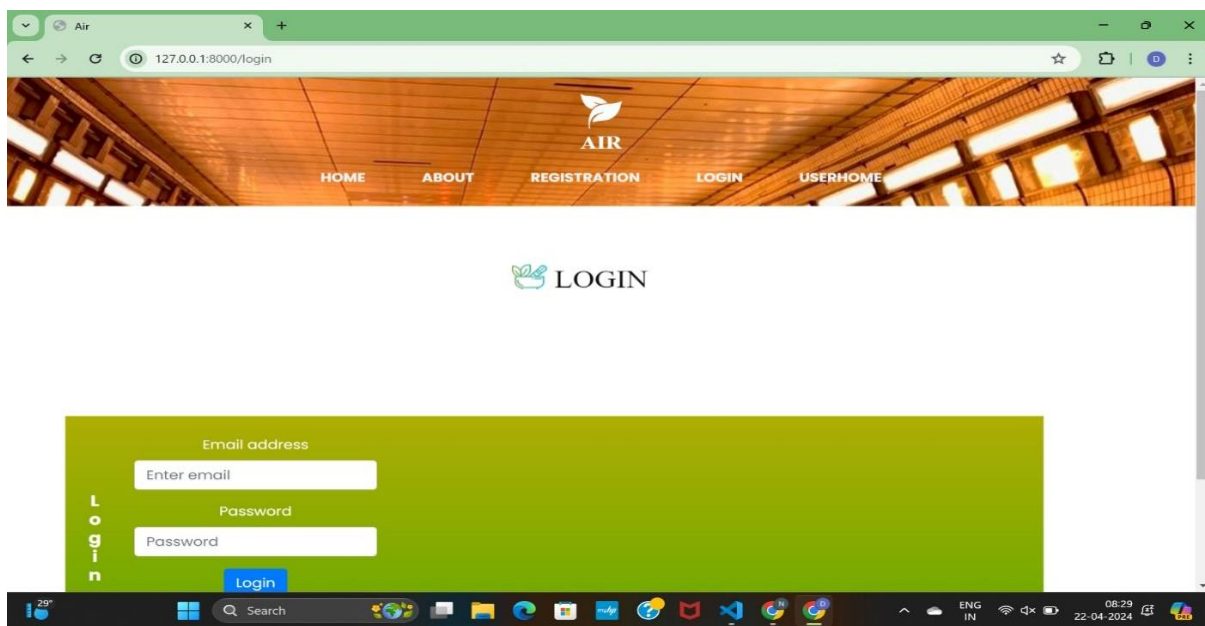 Air
127.0.0.1:8000/login
D
AIR
HOME ABOUT REGISTRATION LOGIN USERHOME
LOGIN
Login
Email address
Enter email
Password
Password
Login
29°
Search
ENG
IN
08:29
22-04-2024